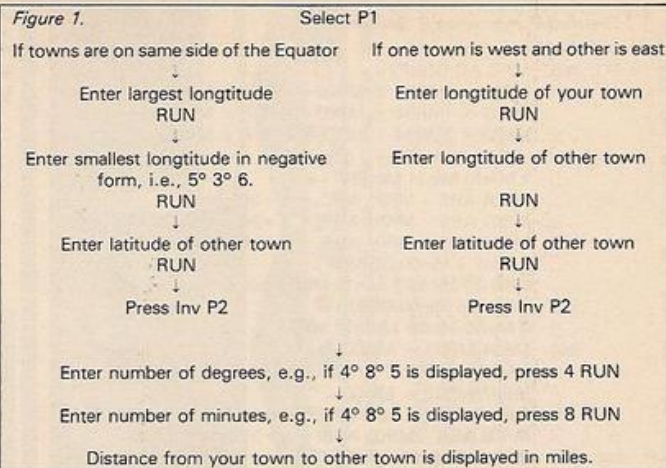 Figure 1. Select P1
If towns are on same side of the Equator
↓
Enter largest longtitude
RUN
↓
Enter smallest longtitude in negative
form, i.e., 5° 3° 6.
RUN
↓
Enter latitude of other town
RUN
↓
Press Inv P2
If one town is west and other is east
↓
Enter longtitude of your town
RUN
↓
Enter longtitude of other town
RUN
↓
Enter latitude of other town
RUN
↓
Press Inv P2
↓
Enter number of degrees, e.g., if 4° 8° 5 is displayed, press 4 RUN
↓
Enter number of minutes, e.g., if 4° 8° 5 is displayed, press 8 RUN
↓
Distance from your town to other town is displayed in miles.